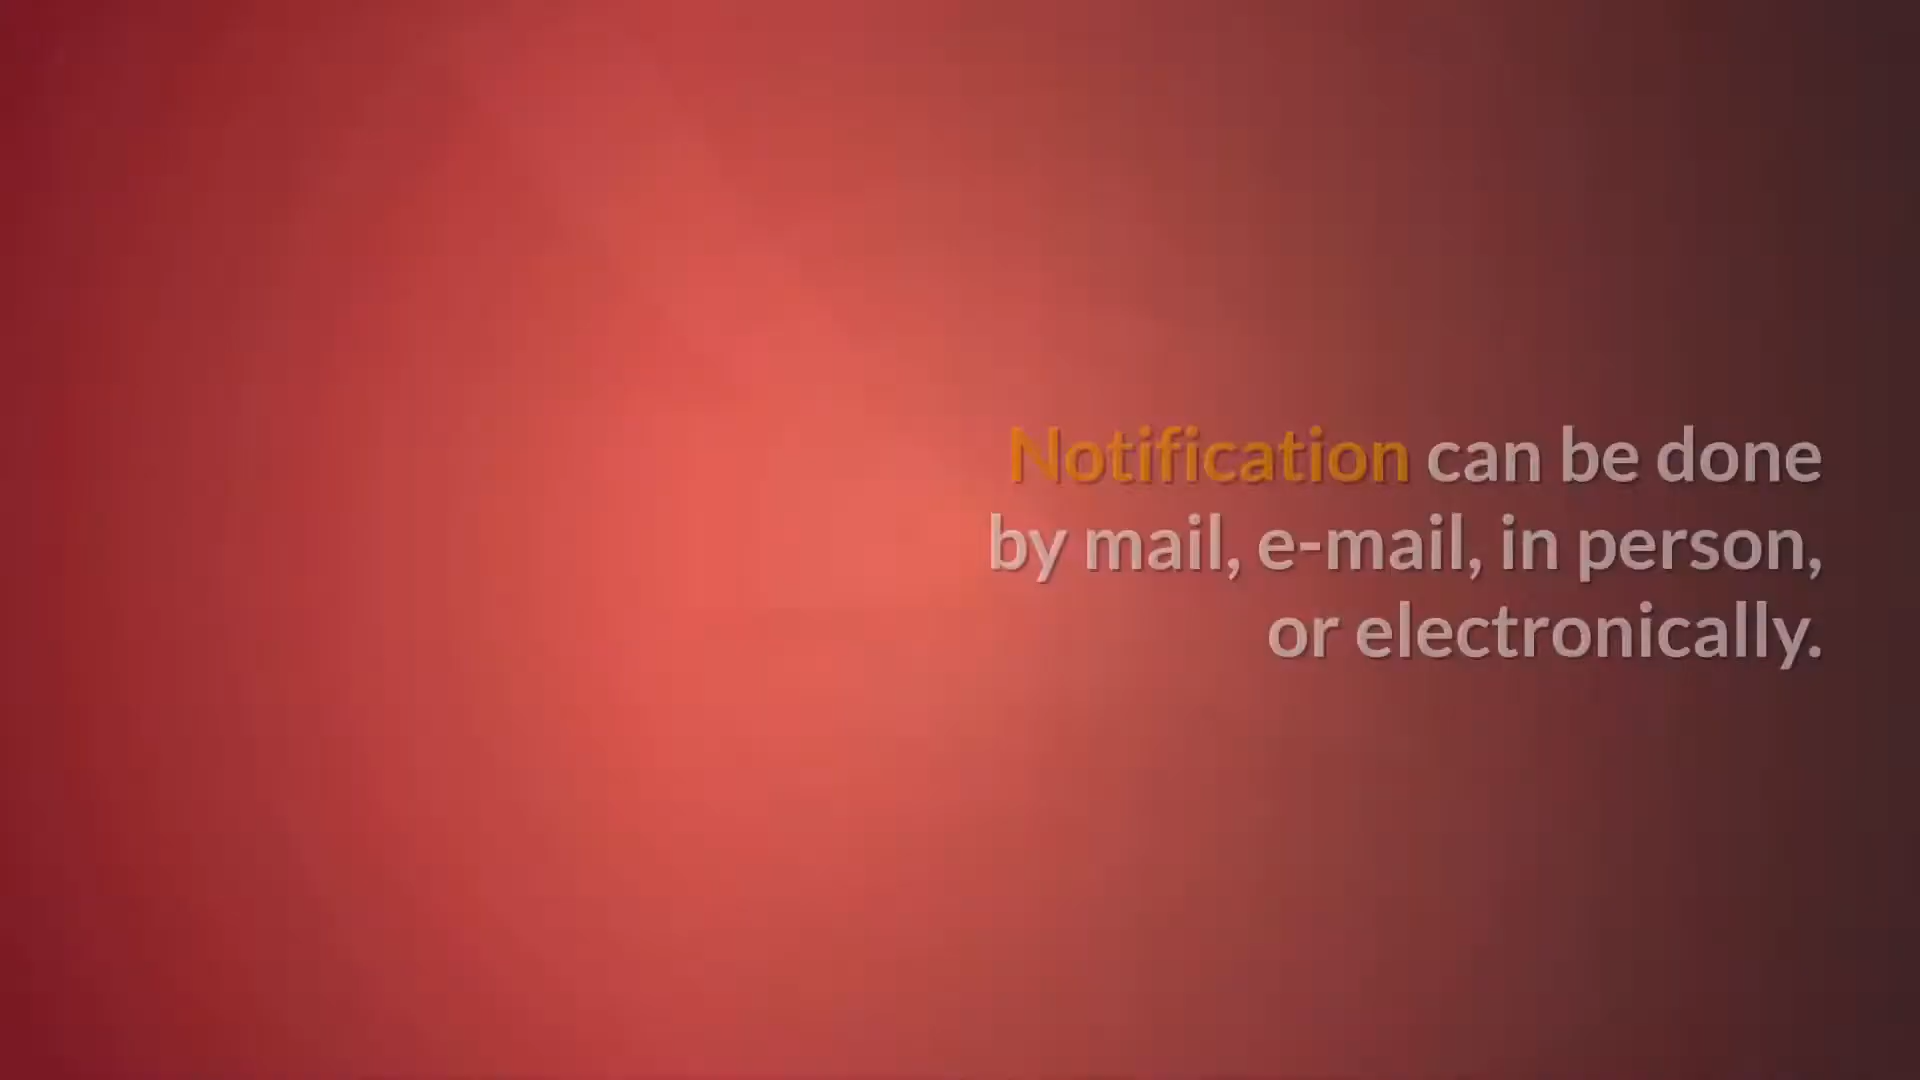 Notification can be done
by mail, e-mail, in person,
or electronically.